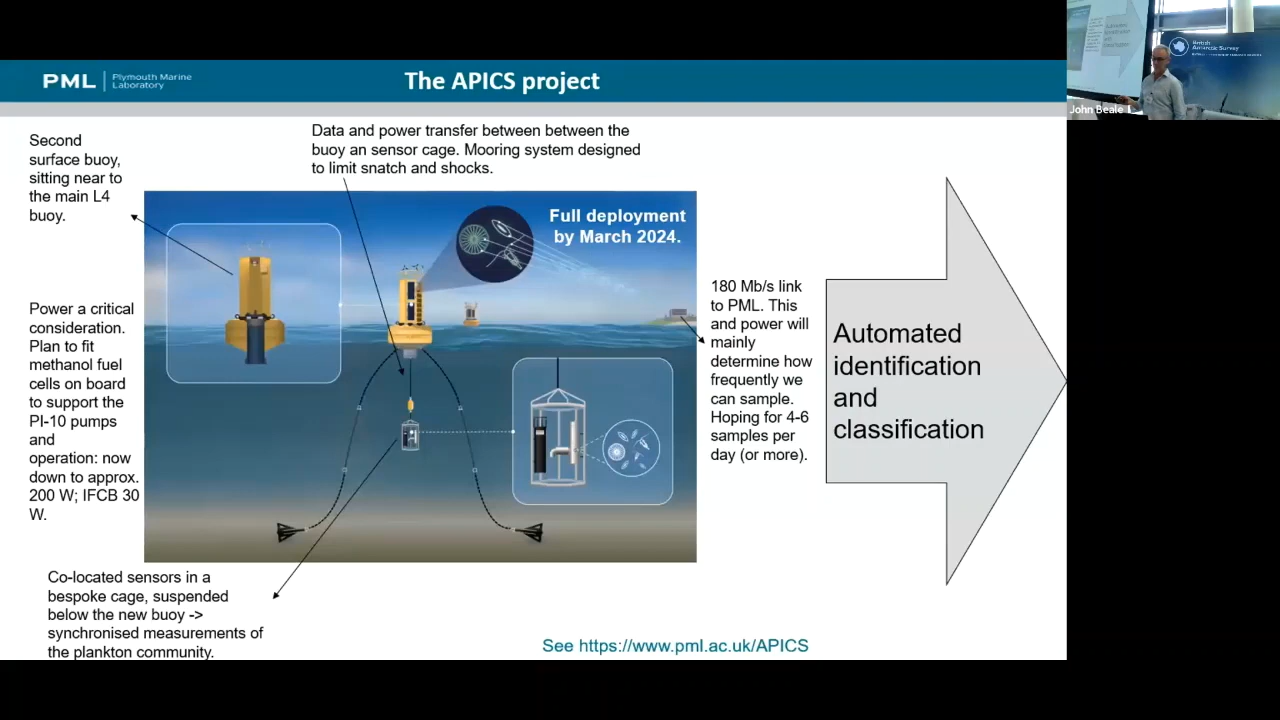 PML | Plymouth Marine
Laboratory
The APICS project
Second
surface buoy,
sitting near to
the main L4
buoy.
Data and power transfer between between the
buoy an sensor cage. Mooring system designed
to limit snatch and shocks.
Full deployment
by March 2024.
Power a critical
consideration.
Plan to fit
methanol fuel
cells on board
to support the
PI-10 pumps
and
operation: now
down to approx.
200 W; IFCB 30
W.
180 Mb/s link
to PML. This
and power will
mainly
determine how
frequently we
can sample.
Hoping for 4-6
samples per
day (or more).
Automated
identification
and
classification
Co-located sensors in a
bespoke cage, suspended
below the new buoy ->
synchronised measurements of
the plankton community.
See https://www.pml.ac.uk/APICS
British
Antarctic Survey
John Beale